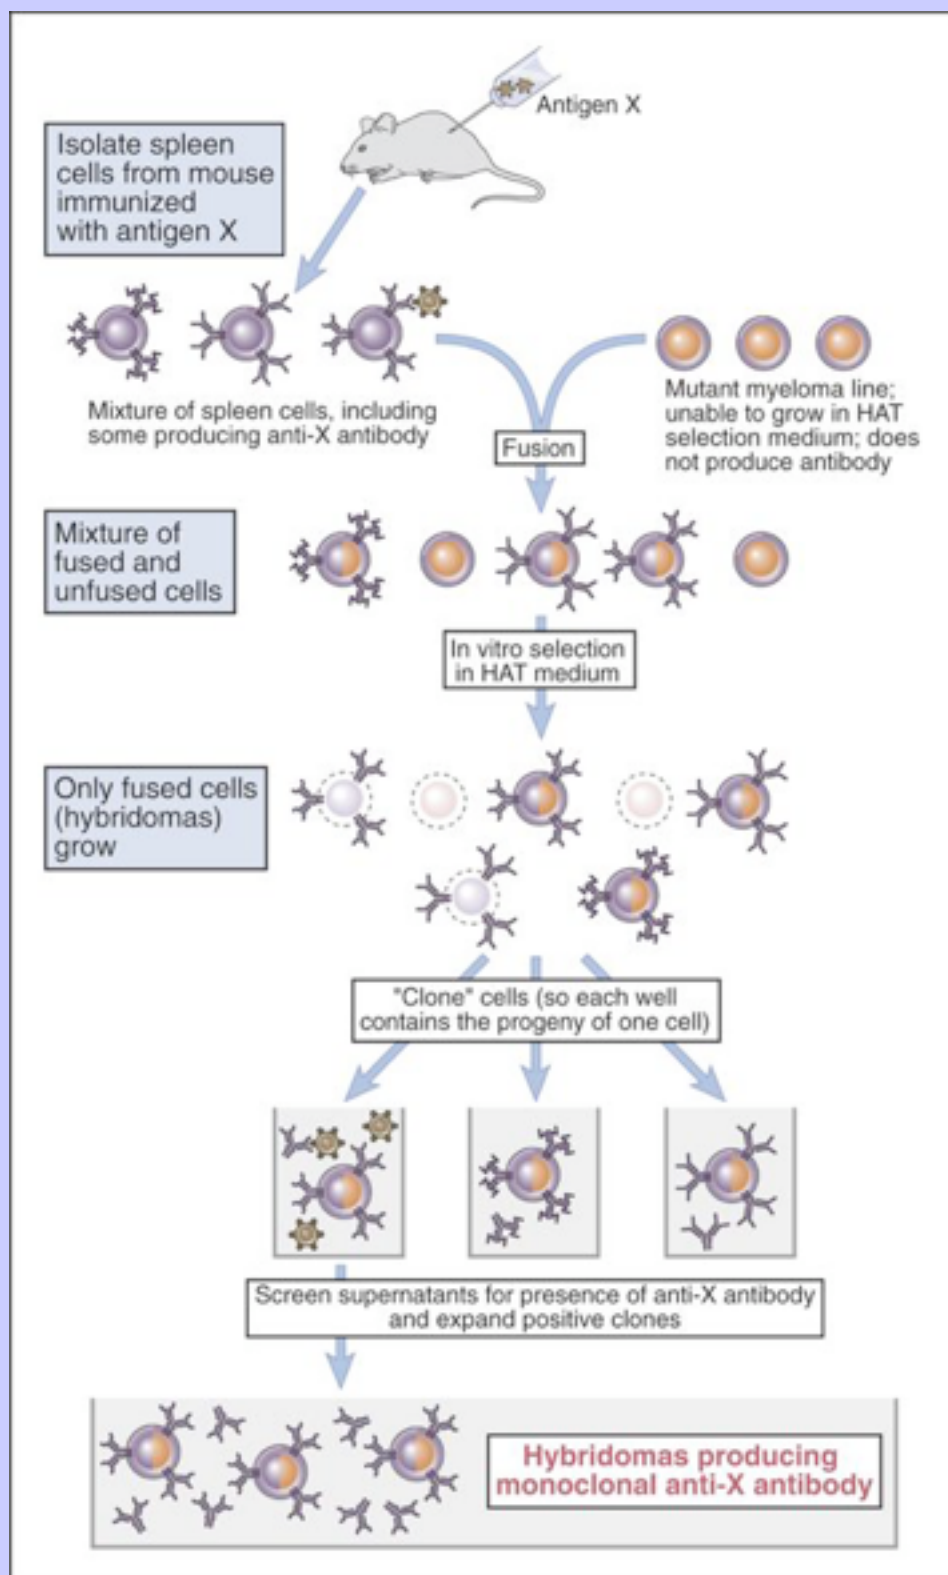 Antigen X
Isolate spleen
cells from mouse
immunized
with antigen X
Mixture of spleen cells, including
some producing anti-X antibody
Mutant myeloma line;
unable to grow in HAT
selection medium; does
not produce antibody
Fusion
Mixture of
fused and
unfused cells
In vitro selection
in HAT medium
Only fused cells
(hybridomas)
grow
"Clone" cells (so each well
contains the progeny of one cell)
Screen supernatants for presence of anti-X antibody
and expand positive clones
Hybridomas producing
monoclonal anti-X antibody